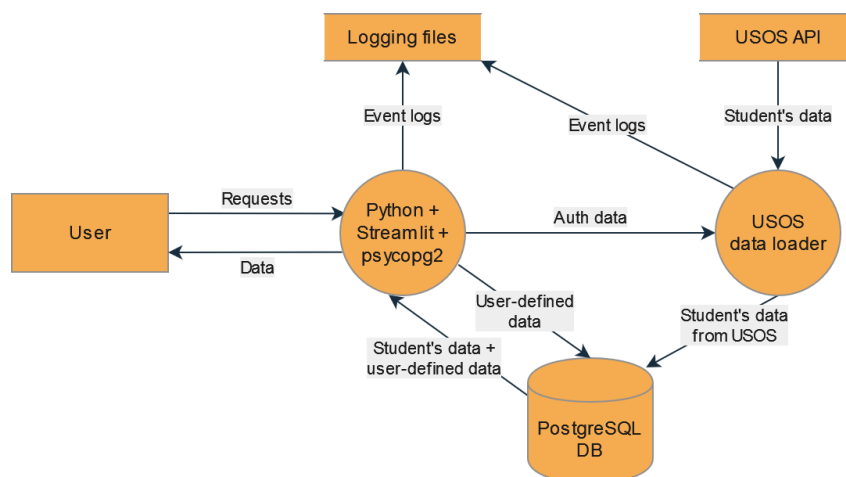 Logging files
USOS API
Event logs
Event logs
Student's data
Requests
User
Data
Python +
Streamlit +
psycopg2
Auth data
USOS
data loader
User-defined
data
Student's data
from USOS
Student's data +
user-defined data
PostgreSQL
DB